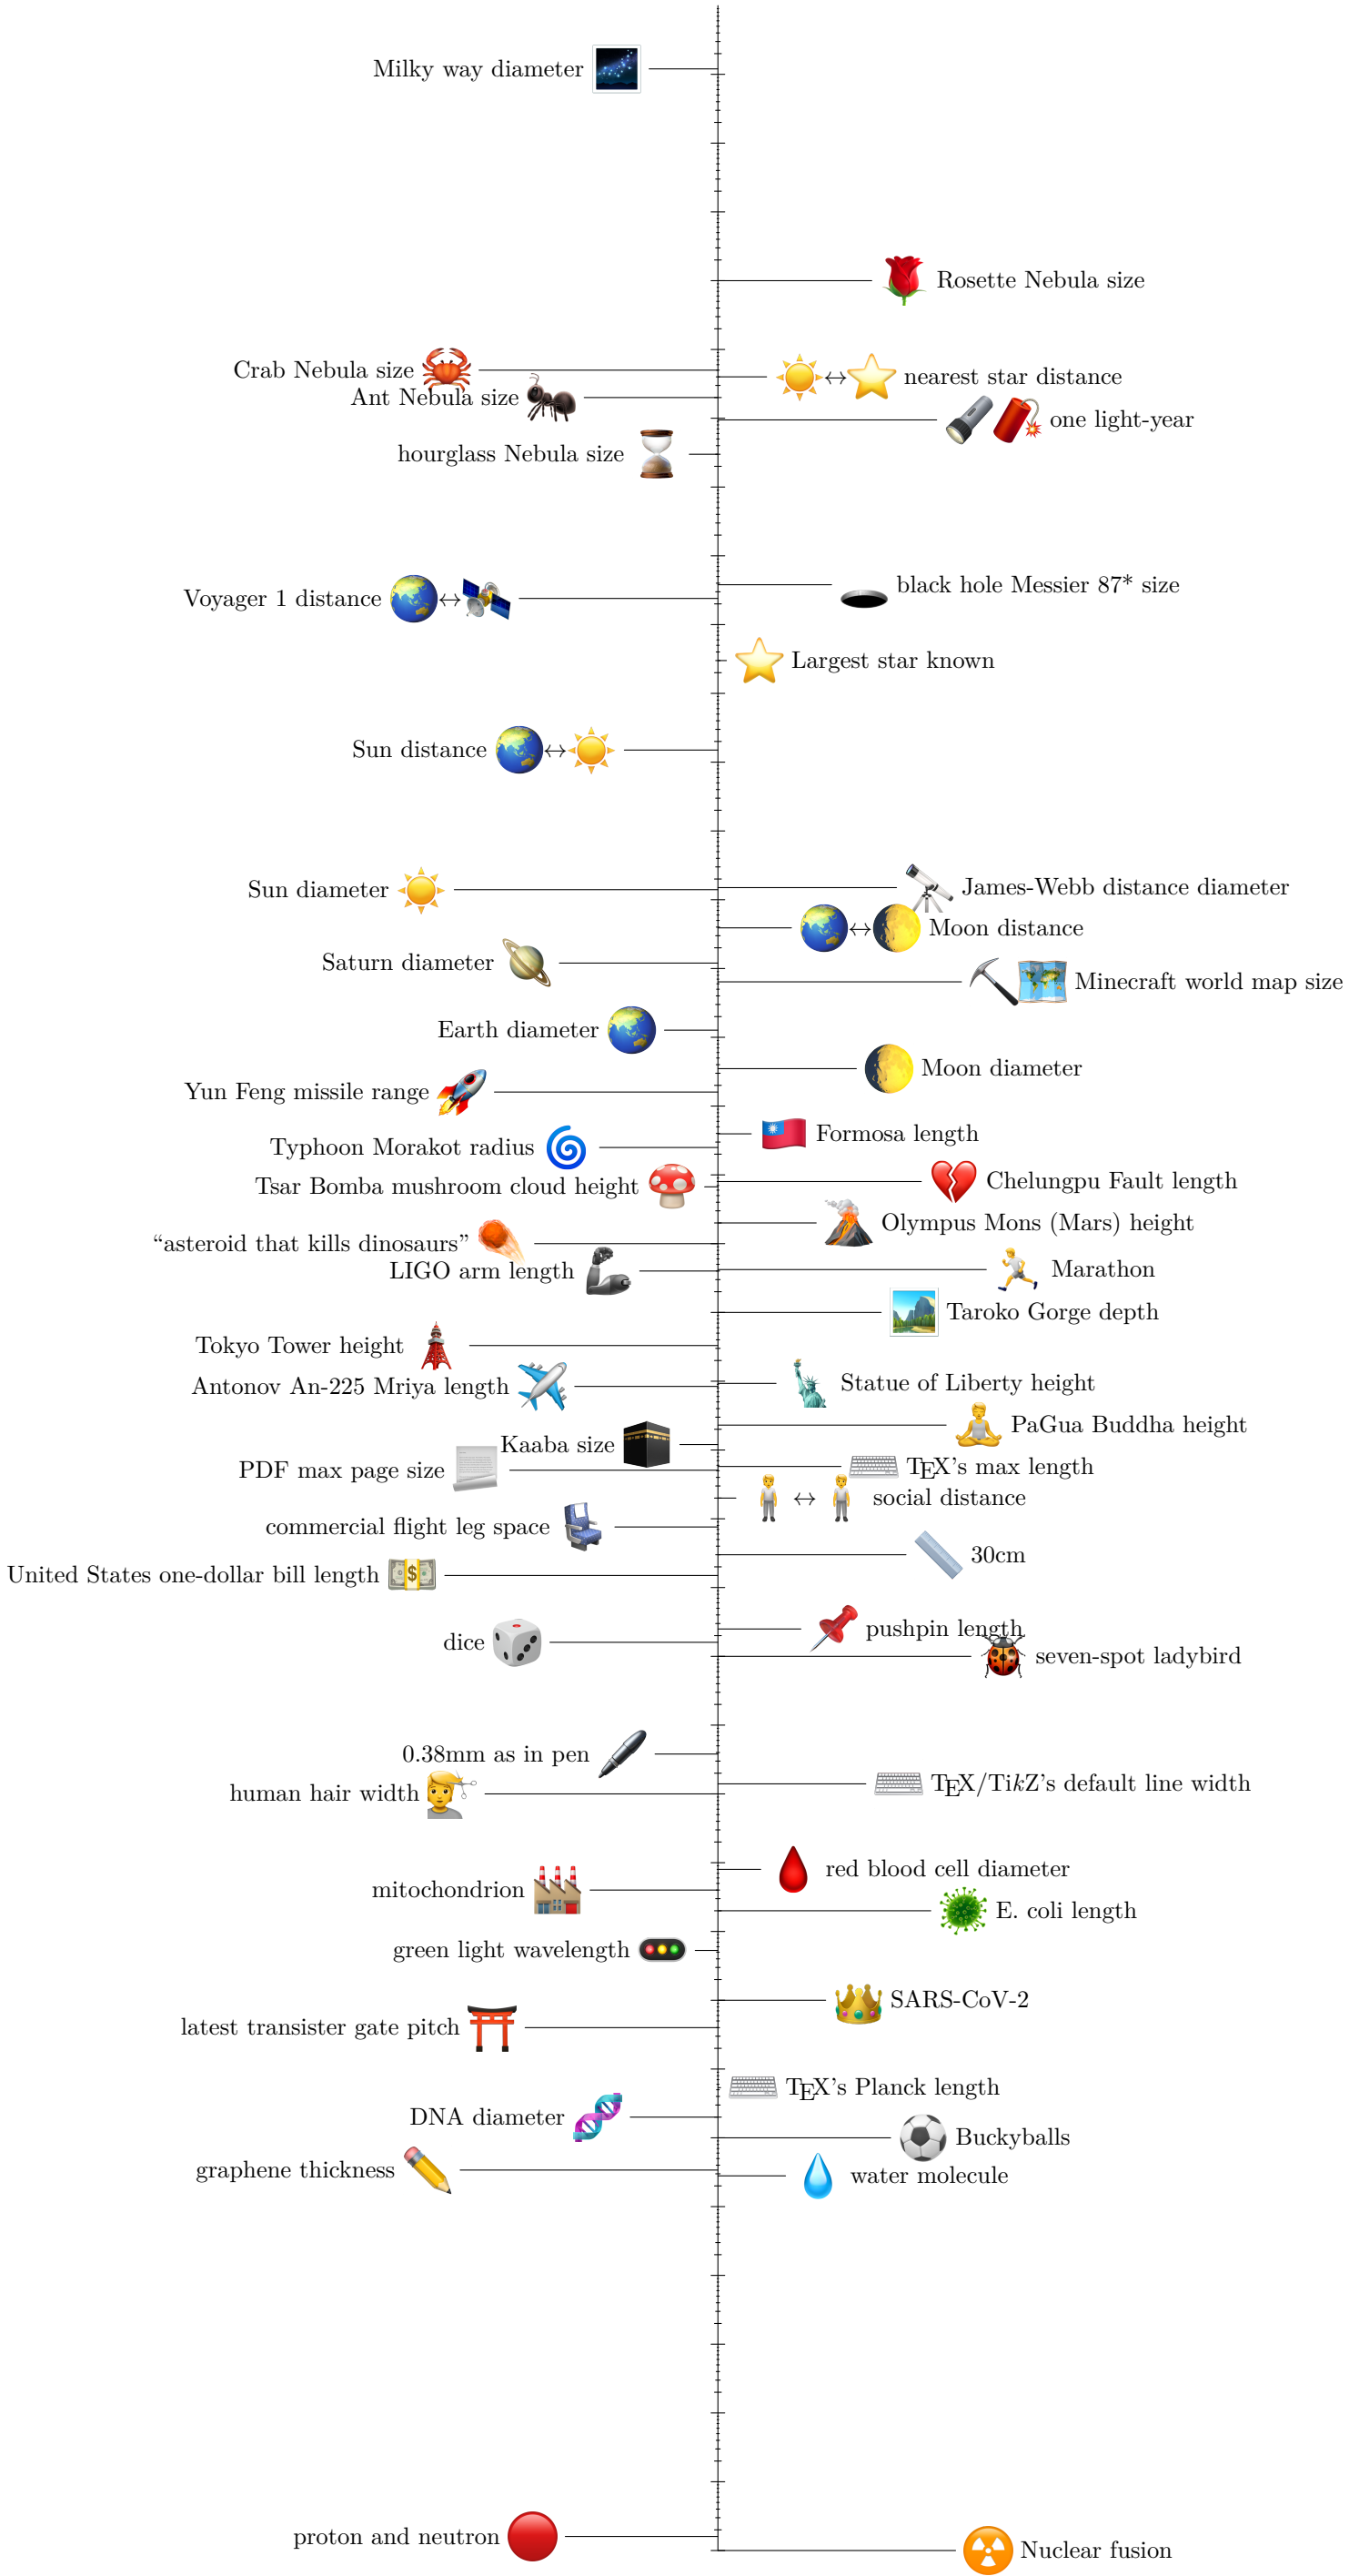 Milky way diameter
Rosette Nebula size
Crab Nebula size
nearest star distance
Ant Nebula size
one light-year
hourglass Nebula size
black hole Messier 87* size
Voyager 1 distance
Largest star known
Sun distance
James-Webb distance diameter
Sun diameter
Moon distance
Saturn diameter
Minecraft world map size
Earth diameter
Moon diameter
Yun Feng missile range
Formosa length
Typhoon Morakot radius
Chelungpu Fault length
Tsar Bomba mushroom cloud height
Olympus Mons (Mars) height
“asteroid that kills dinosaurs”
Marathon
LIGO arm length
Taroko Gorge depth
Tokyo Tower height
Statue of Liberty height
Antonov An-225 Mriya length
PaGua Buddha height
Kaaba size
TEX's max length
PDF max page size
social distance
commercial flight leg space
30cm
United States one-dollar bill length
pushpin length
dice
seven-spot ladybird
0.38mm as in pen
TEX/TikZ's default line width
human hair width
red blood cell diameter
mitochondrion
E. coli length
green light wavelength
SARS-CoV-2
latest transister gate pitch
TEX's Planck length
DNA diameter
Buckyballs
graphene thickness
water molecule
proton and neutron
Nuclear fusion